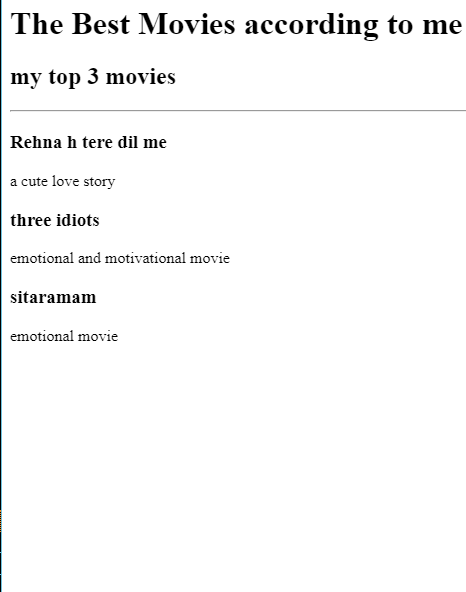 The Best Movies according to me
my top 3 movies
Rehna h tere dil me
a cute love story
three idiots
emotional and motivational movie
sitaramam
emotional movie